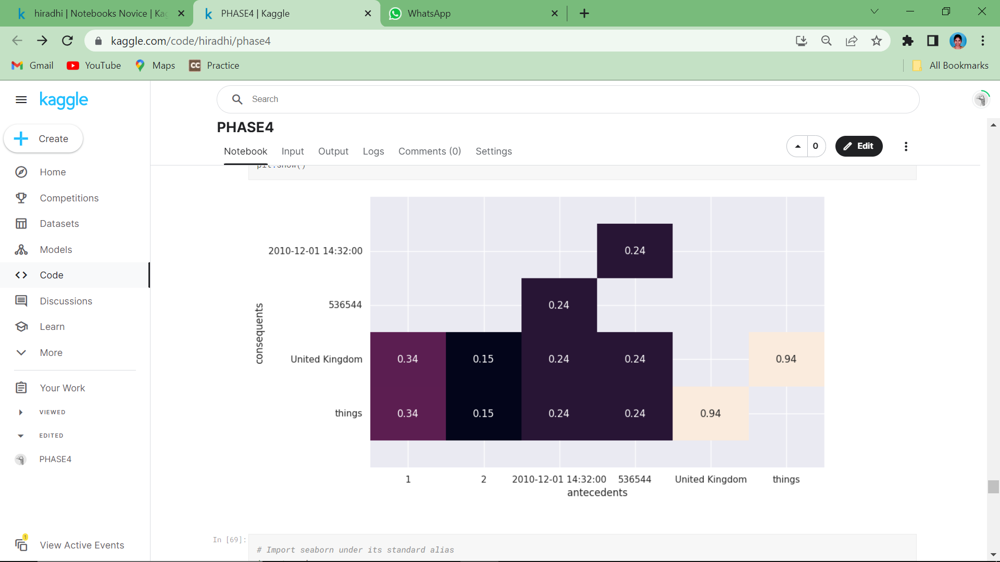 hiradhi | Notebooks Novice | Kag
PHASE4 | Kaggle
WhatsApp
kaggle.com/code/hiradhi/phase4
Gmail
YouTube
Maps
CC Practice
All Bookmarks
kaggle
Search
Create
PHASE4
0
Edit
Notebook
Input
Output
Logs
Comments (0)
Settings
Home
Competitions
Datasets
Models
Code
Discussions
Learn
More
Your Work
VIEWED
EDITED
PHASE4
1
View Active Events
plt.show()
consequents
2010-12-01 14:32:00 0.24
536544 0.24
United Kingdom 0.34 0.15 0.24 0.24 0.94
things 0.34 0.15 0.24 0.24 0.94
1 2 2010-12-01 14:32:00 536544 United Kingdom things
antecedents
In [69]:
# Import seaborn under its standard alias